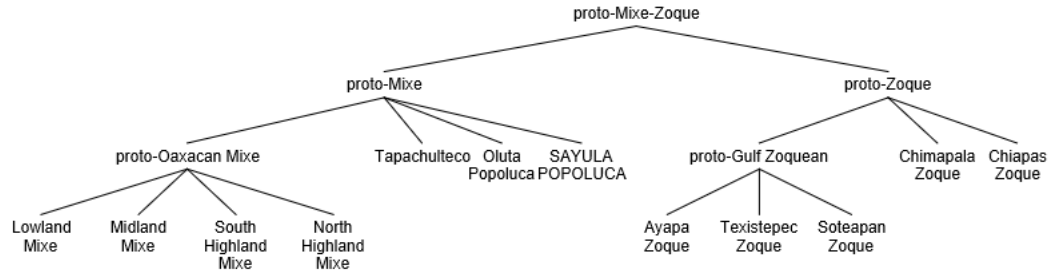 proto-Mixe-Zoque
proto-Mixe
proto-Zoque
proto-Oaxacan Mixe
Tapachulteco
Oluta
Popoluca
SAYULA
POPOLUCA
proto-Gulf Zoquean
Chimapala
Zoque
Chiapas
Zoque
Lowland
Mixe
Midland
Mixe
South
Highland
Mixe
North
Highland
Mixe
Ayapa
Zoque
Texistepec
Zoque
Soteapan
Zoque